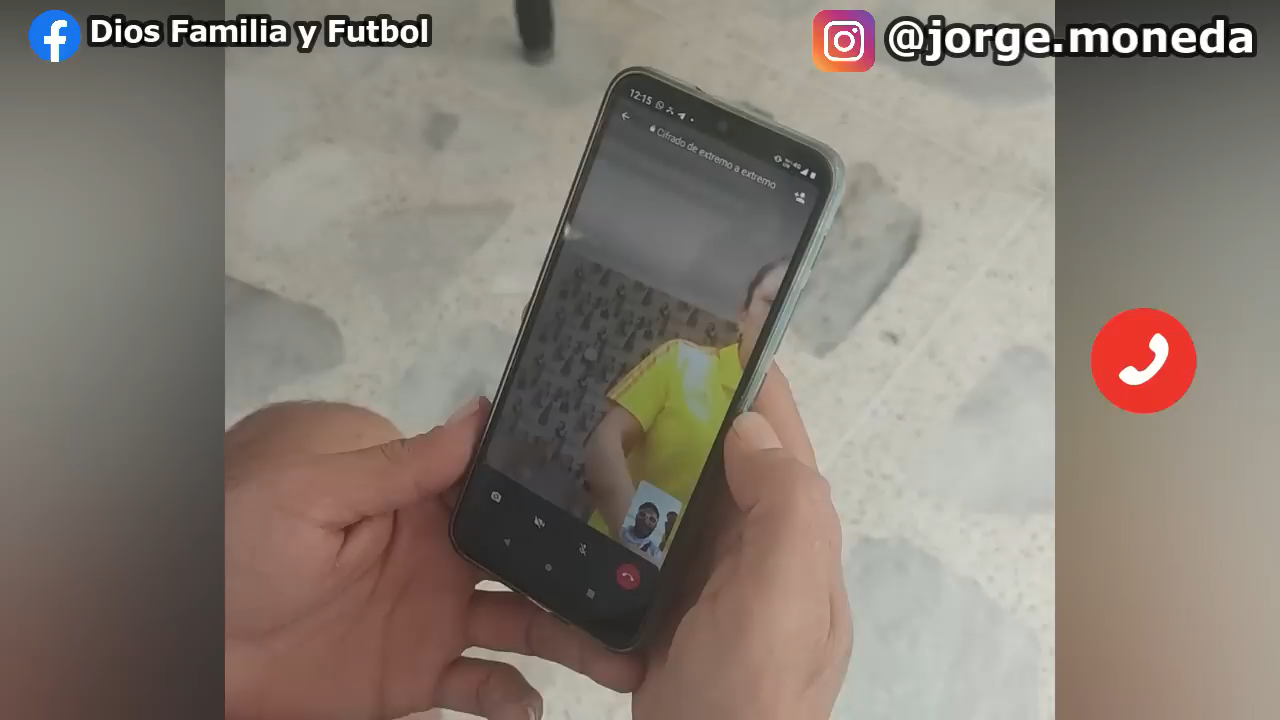 Dios Familia y Futbol
@jorge.moneda
12:15
Cifrado de extremo a extremo